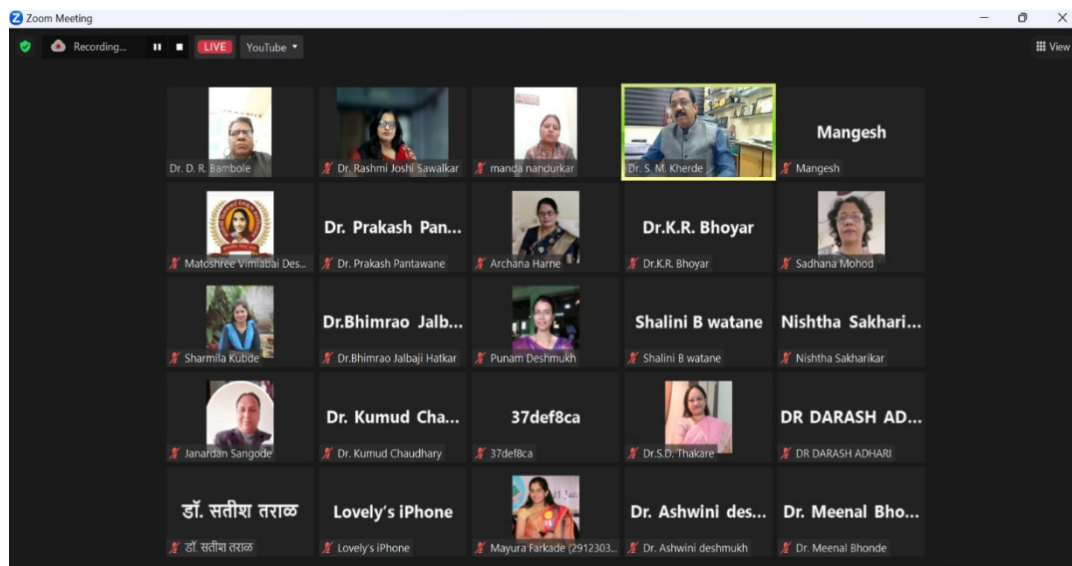 Zoom Meeting
Recording... LIVE YouTube View
Dr. D. R. Bambole
Dr. Rashmi Joshi Sawalkar
manda nandurkar
Dr. S. M. Kherde
Mangesh
Mangesh
Matoshree Vimlabai Des...
Dr. Prakash Pan...
Dr. Prakash Pantawane
Archana Harne
Dr.K.R. Bhoyar
Dr.K.R. Bhoyar
Sadhana Mohod
Sharmila Kubde
Dr.Bhimrao Jalb...
Dr.Bhimrao Jalbaji Hatkar
Punam Deshmukh
Shalini B watane
Shalini B watane
Nishtha Sakhari...
Nishtha Sakharikar
Janardan Sangode
Dr. Kumud Cha...
Dr. Kumud Chaudhary
37def8ca
37def8ca
Dr.S.D. Thakare
DR DARASH AD...
DR DARASH ADHARI
डॉ. सतीश तराळ
डॉ. सतीश तराळ
Lovely's iPhone
Lovely's iPhone
Mayura Farkade (2912303...
Dr. Ashwini des...
Dr. Ashwini deshmukh
Dr. Meenal Bho...
Dr. Meenal Bhonde